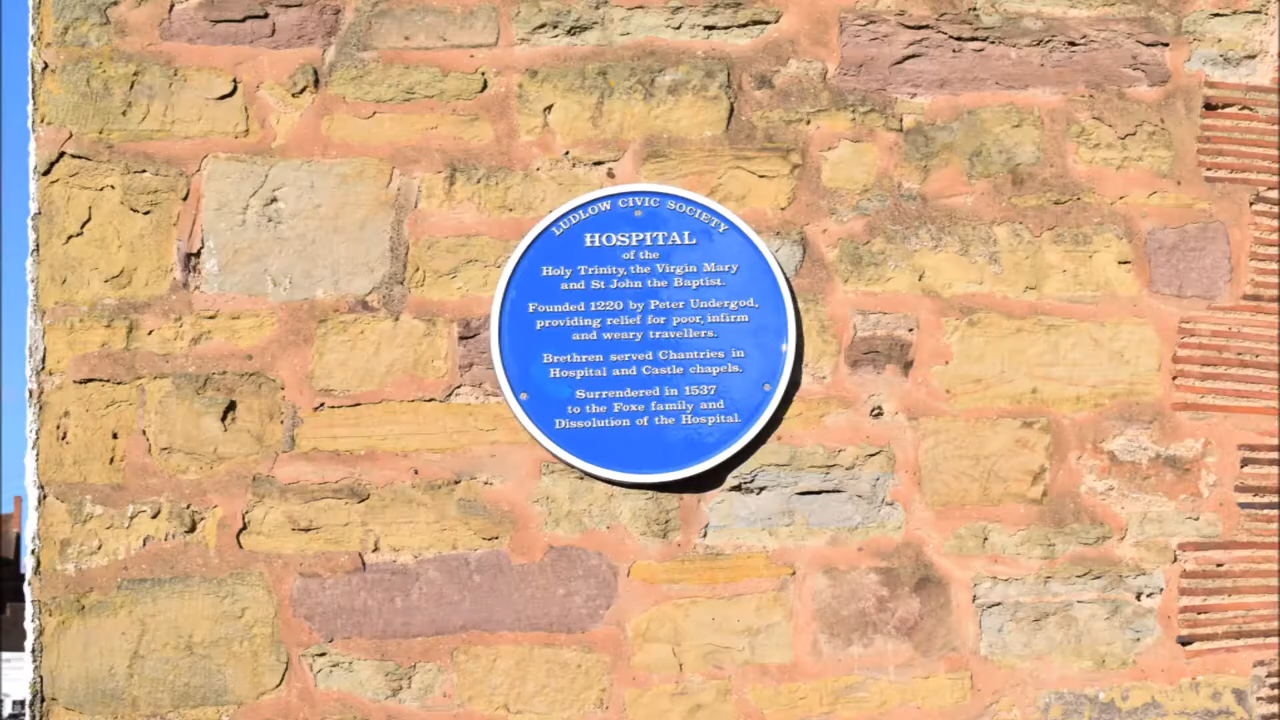 LUDLOW CIVIC SOCIETY
HOSPITAL
of the
Holy Trinity, the Virgin Mary
and St John the Baptist.
Founded 1220 by Peter Undergod,
providing relief for poor, infirm
and weary travellers.
Brethren served Chantries in
Hospital and Castle chapels.
Surrendered in 1537
to the Foxe family and
Dissolution of the Hospital.